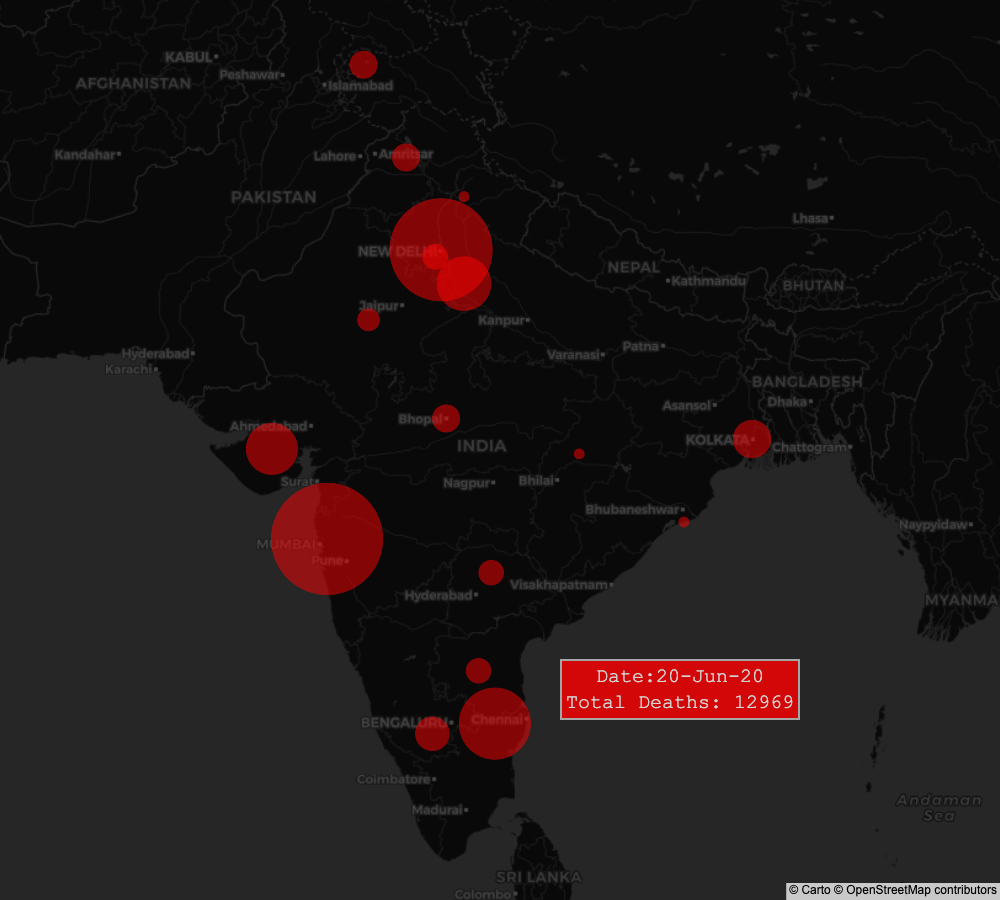 KABUL
Peshawar
AFGHANISTAN
Islamabad
Kandahar
Lahore
Amritsar
PAKISTAN
Lhasa
NEW DELHI
NEPAL
Kathmandu
BHUTAN
Jaipur
Kanpur
Hyderabad
Karachi
Varanasi
Patna
BANGLADESH
Dhaka
Asansol
Ahmedabad
Bhopal
INDIA
KOLKATA
Chattogram
Surat
Nagpur
Bhilai
Bhubaneshwar
Naypyidaw
MUMBAI
Pune
Hyderabad
Visakhapatnam
MYANMA
Date:20-Jun-20
Total Deaths: 12969
BENGALURU
Chennai
Coimbatore
Madurai
Andaman
Sea
SRI LANKA
Colombo
© Carto © OpenStreetMap contributors